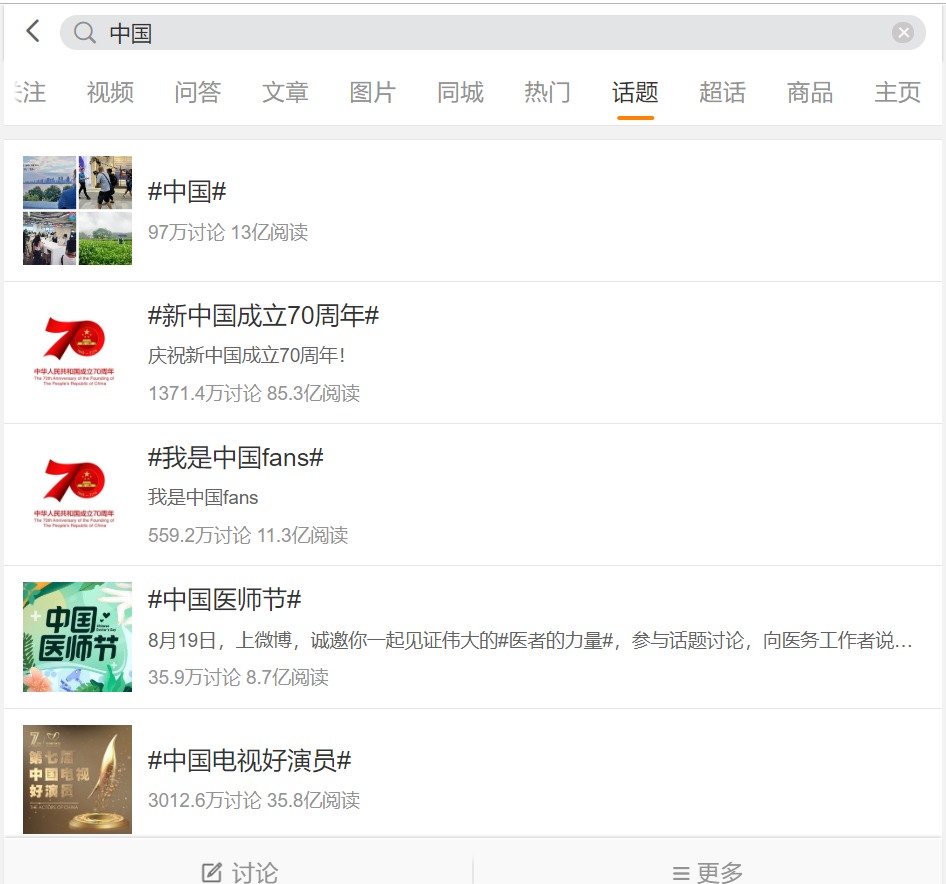 中国
注 视频 问答 文章 图片 同城 热门 话题 超话 商品 主页
#中国#
97万讨论 13亿阅读
70
中华人民共和国成立70周年
The 70th Anniversary of the Founding of
The People's Republic of China
#新中国成立70周年#
庆祝新中国成立70周年!
1371.4万讨论 85.3亿阅读
70
中华人民共和国成立70周年
The 70th Anniversary of the Founding of
The People's Republic of China
#我是中国fans#
我是中国fans
559.2万讨论 11.3亿阅读
中国
医师节
#中国医师节#
8月19日，上微博，诚邀你一起见证伟大的#医者的力量#，参与话题讨论，向医务工作者说…
35.9万讨论 8.7亿阅读
第七届
中国电视
好演员
#中国电视好演员#
3012.6万讨论 35.8亿阅读
讨论 更多